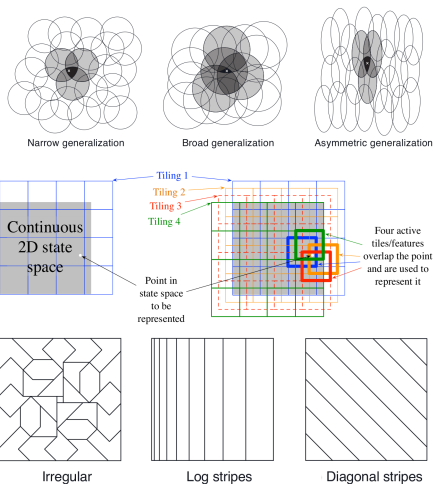 Narrow generalization
Broad generalization
Asymmetric generalization
Tiling 1
Tiling 2
Tiling 3
Tiling 4
Continuous
2D state
space
Point in
state space
to be
represented
Four active
tiles/features
overlap the point
and are used to
represent it
Irregular
Log stripes
Diagonal stripes